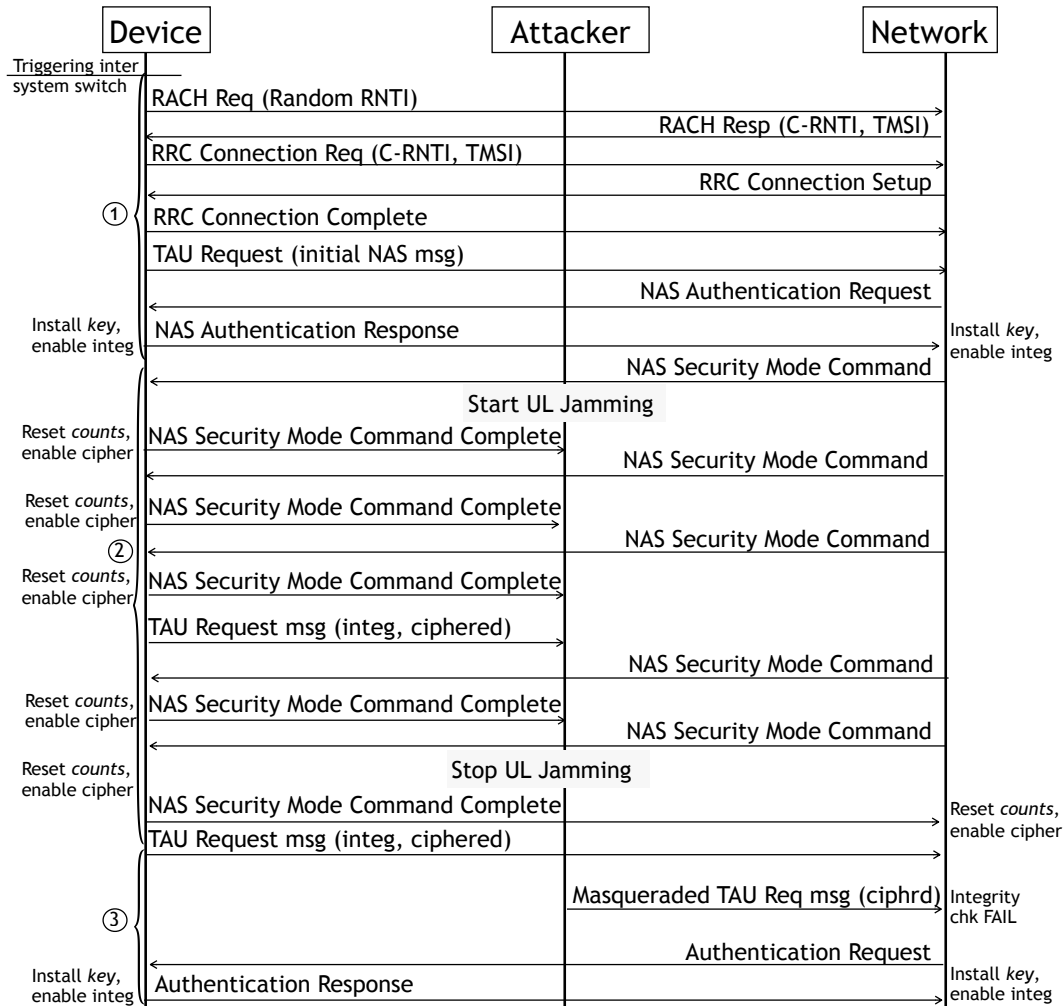 Device
Attacker
Network
Triggering inter
system switch
RACH Req (Random RNTI)
RACH Resp (C-RNTI, TMSI)
RRC Connection Req (C-RNTI, TMSI)
RRC Connection Setup
①
RRC Connection Complete
TAU Request (initial NAS msg)
NAS Authentication Request
Install key,
enable integ
NAS Authentication Response
Install key,
enable integ
NAS Security Mode Command
Start UL Jamming
Reset counts,
enable cipher
NAS Security Mode Command Complete
NAS Security Mode Command
Reset counts,
enable cipher
NAS Security Mode Command Complete
NAS Security Mode Command
②
Reset counts,
enable cipher
NAS Security Mode Command Complete
TAU Request msg (integ, ciphered)
NAS Security Mode Command
Reset counts,
enable cipher
NAS Security Mode Command Complete
NAS Security Mode Command
Stop UL Jamming
Reset counts,
enable cipher
NAS Security Mode Command Complete
Reset counts,
enable cipher
TAU Request msg (integ, ciphered)
Masqueraded TAU Req msg (ciphrd)
Integrity
chk FAIL
③
Authentication Request
Install key,
enable integ
Authentication Response
Install key,
enable integ